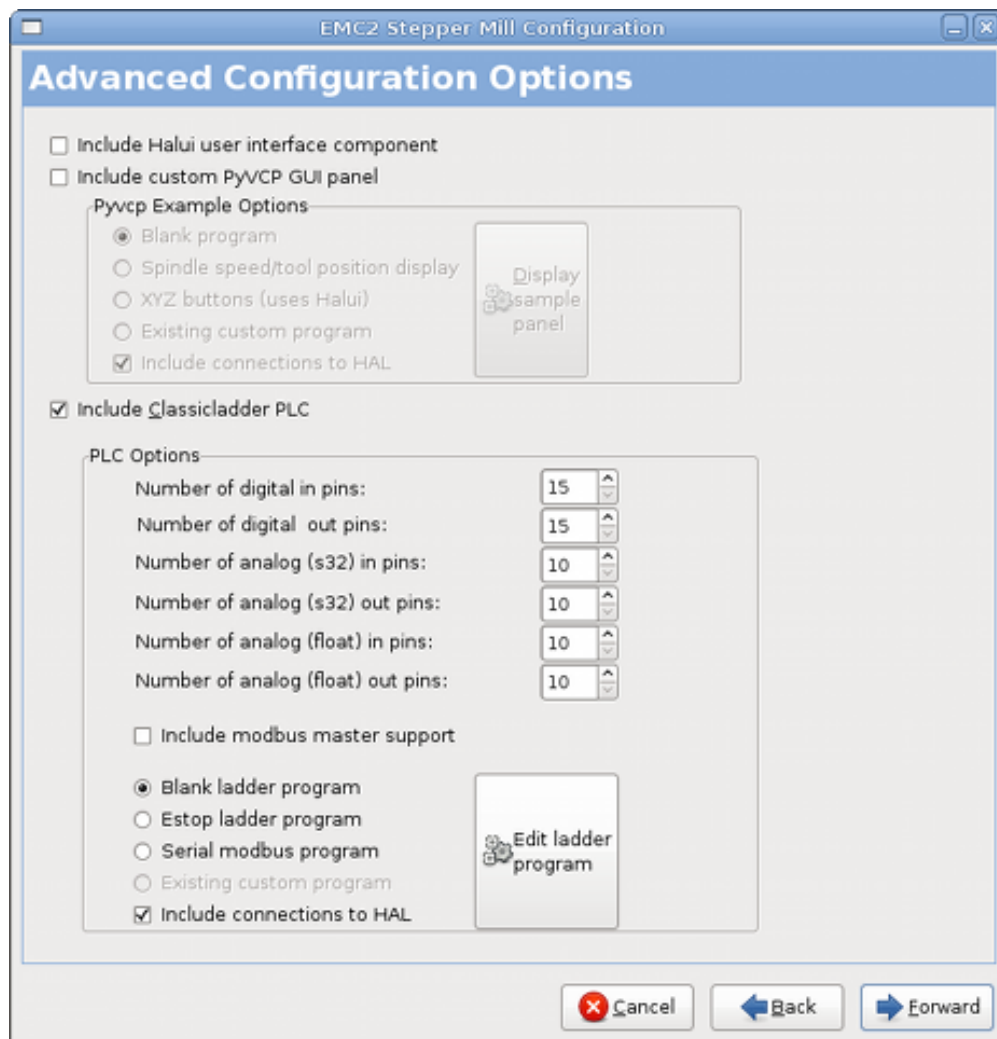 EMC2 Stepper Mill Configuration
Advanced Configuration Options
Include Halui user interface component
Include custom PyVCP GUI panel
Pyvcp Example Options
Blank program
Spindle speed/tool position display
XYZ buttons (uses Halui)
Existing custom program
Include connections to HAL
Display
sample
panel
Include Classicladder PLC
PLC Options
Number of digital in pins: 15
Number of digital out pins: 15
Number of analog (s32) in pins: 10
Number of analog (s32) out pins: 10
Number of analog (float) in pins: 10
Number of analog (float) out pins: 10
Include modbus master support
Blank ladder program
Estop ladder program
Serial modbus program
Existing custom program
Include connections to HAL
Edit ladder
program
Cancel Back Forward